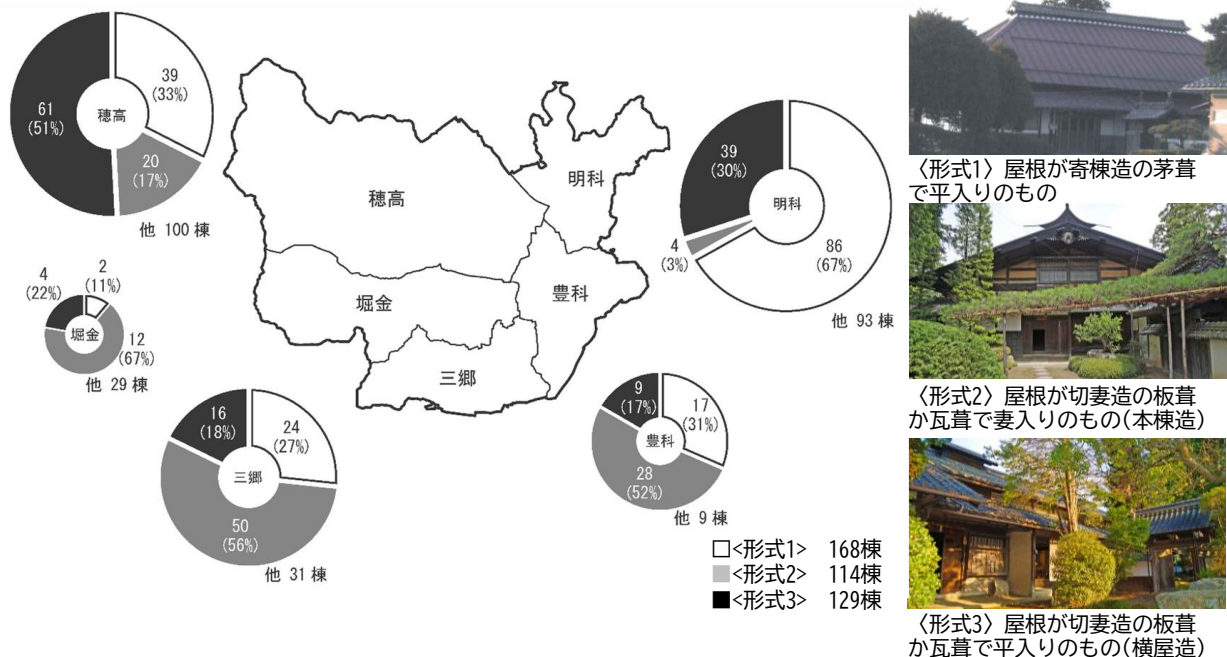 39
(33%)
61
(51%)
穂高
20
(17%)
他 100 棟
4
(22%)
2
(11%)
堀金
12
(67%)
他 29 棟
16
(18%)
24
(27%)
三郷
50
(56%)
他 31 棟
穂高
明科
堀金
豊科
三郷
39
(30%)
明科
4
(3%)
86
(67%)
他 93 棟
9
(17%)
17
(31%)
豊科
28
(52%)
他 9 棟
□<形式1> 168棟
■<形式2> 114棟
■<形式3> 129棟
〈形式1〉屋根が寄棟造の茅葺
で平入りのもの
〈形式2〉屋根が切妻造の板葺
か瓦葺で妻入りのもの(本棟造)
〈形式3〉屋根が切妻造の板葺
か瓦葺で平入りのもの(横屋造)